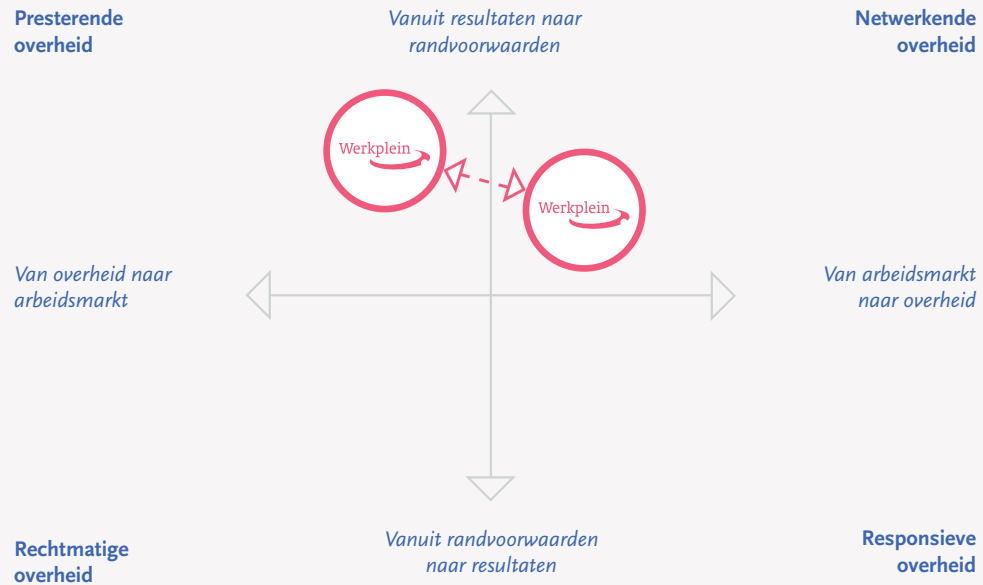 Presterende
overheid
Vanuit resultaten naar
randvoorwaarden
Netwerkende
overheid
Werkplein
Werkplein
Van overheid naar
arbeidsmarkt
Van arbeidsmarkt
naar overheid
Rechtmatige
overheid
Vanuit randvoorwaarden
naar resultaten
Responsieve
overheid